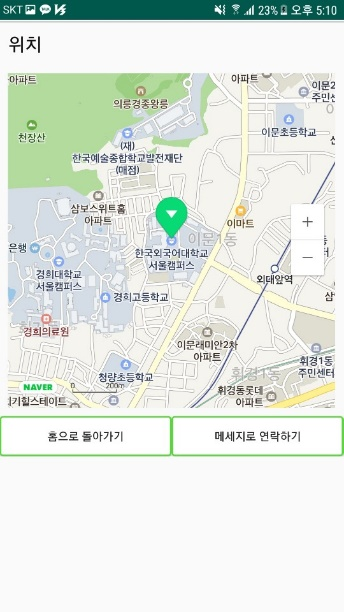 SKT 23% 오후 5:10
위치
아파트
아파트
이문2
주민센
의릉경종왕릉
천장산
이문초등학교
(재)
한국예술종합학교발전재단
(매점)
삼보스위트홈
아파트
이마트
+
이문1동
은행
한국외국어대학교
서울캠퍼스
−
경희대학교
서울캠퍼스
외대앞역
경희고등학교
경희의료원
이문래미안2차
아파트
휘경1동
주민센터
청량초등학교
휘경1동
NAVER
0 200m
휘경동롯데
아파트
기힐스테이트
홈으로 돌아가기
메세지로 연락하기